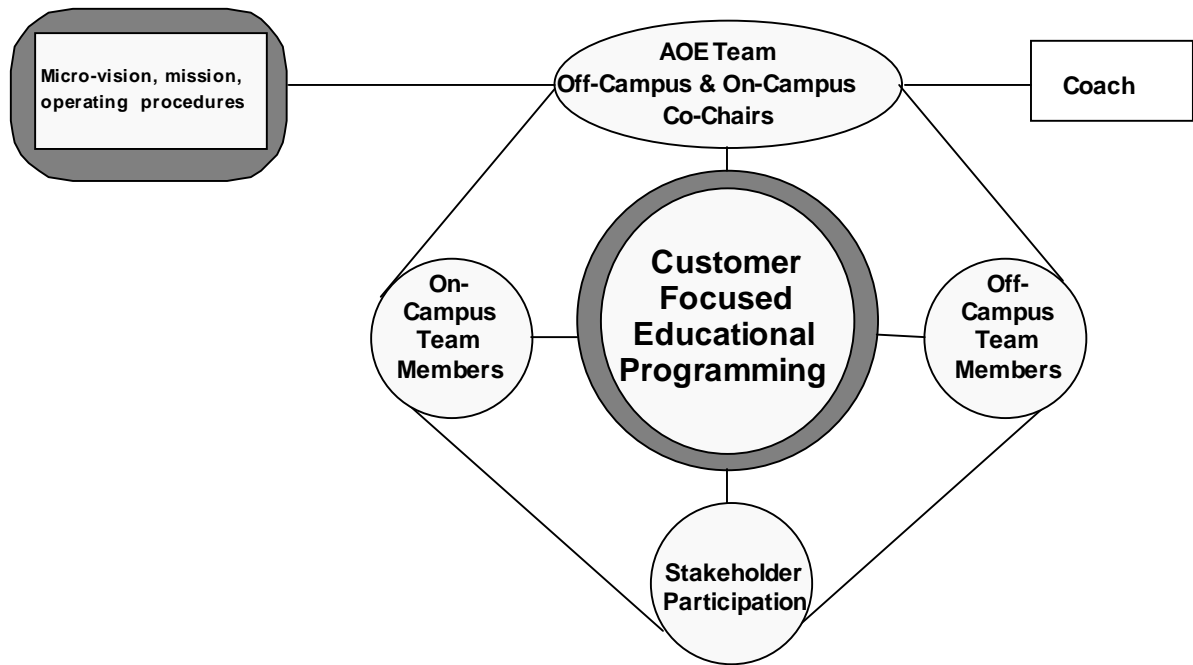 Micro-vision, mission,
operating procedures
AOE Team
Off-Campus & On-Campus
Co-Chairs
Coach
On-
Campus
Team
Members
Customer
Focused
Educational
Programming
Off-
Campus
Team
Members
Stakeholder
Participation